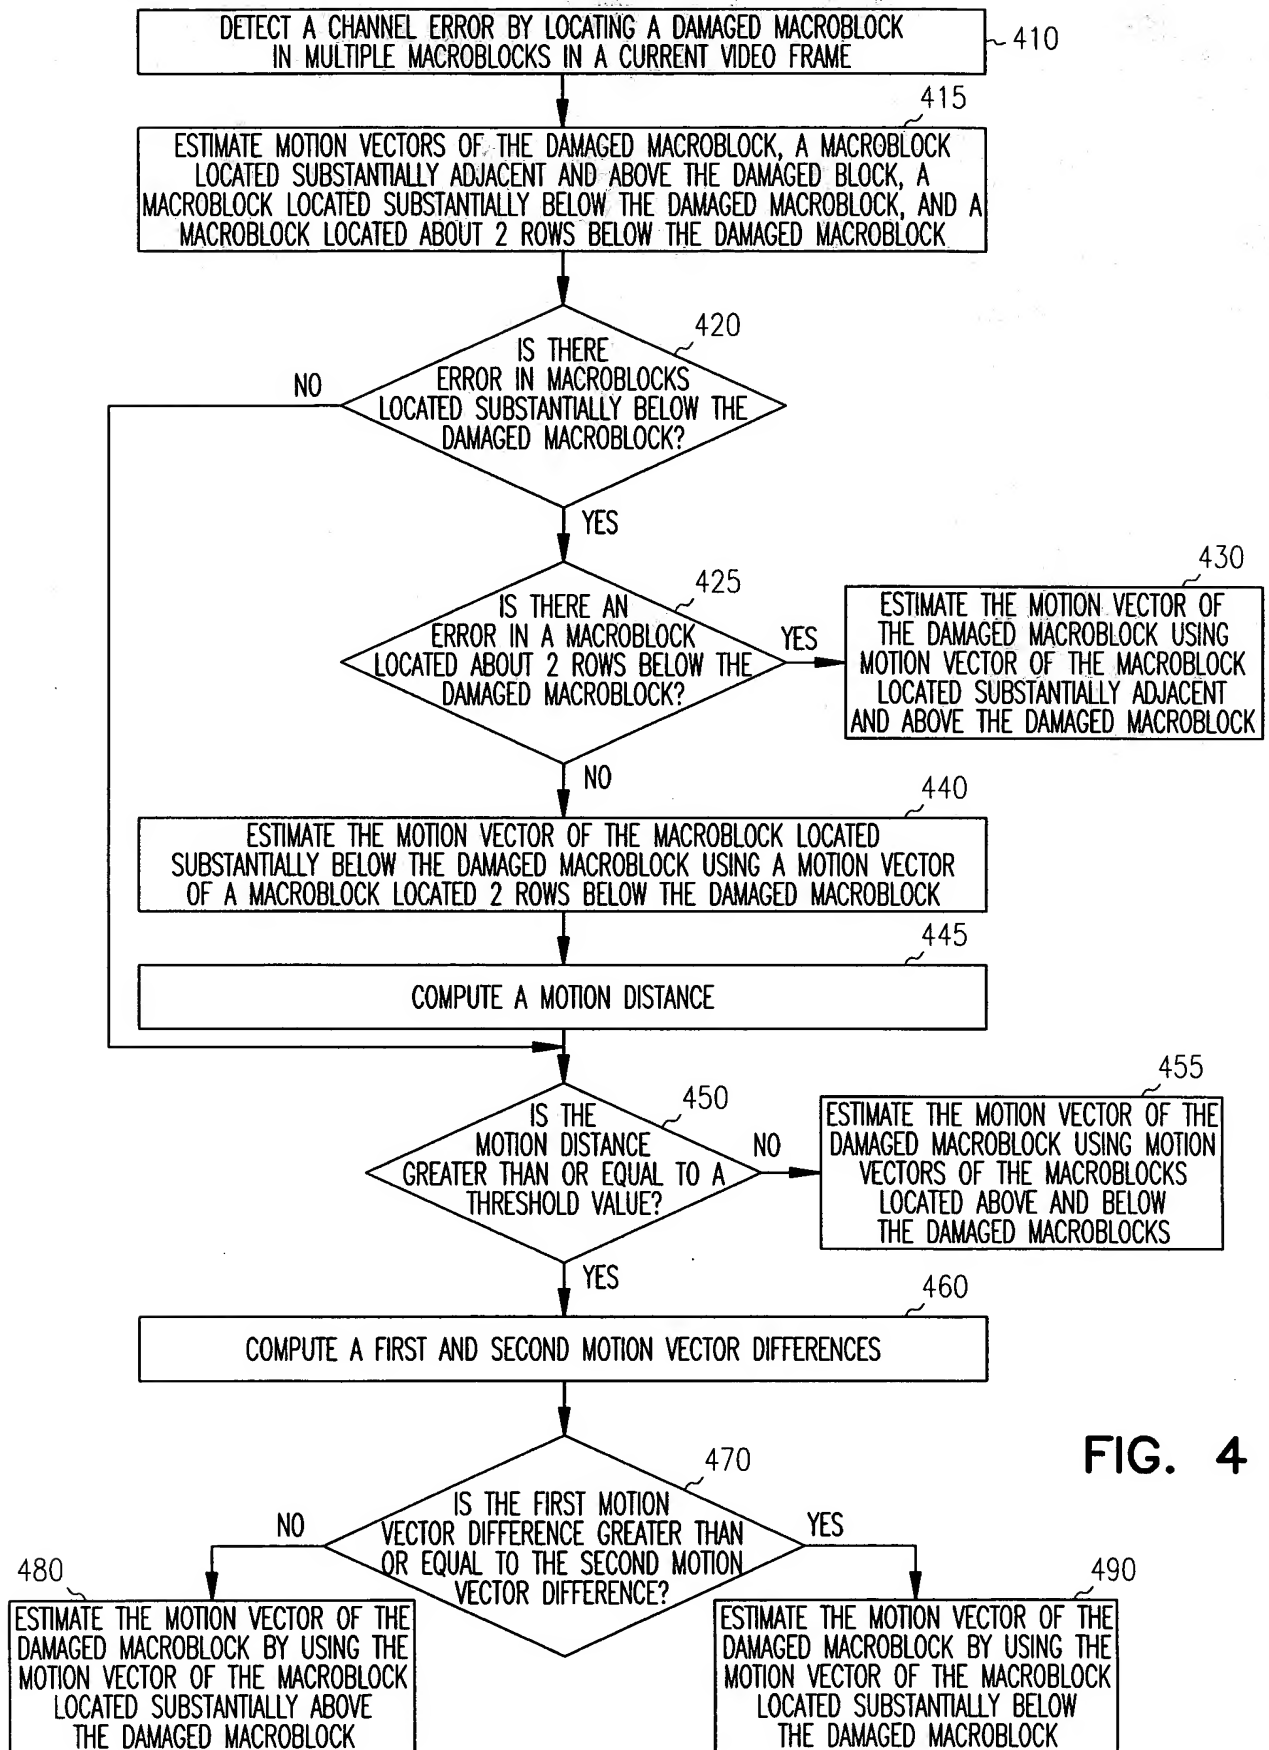 DETECT A CHANNEL ERROR BY LOCATING A DAMAGED MACROBLOCK
IN MULTIPLE MACROBLOCKS IN A CURRENT VIDEO FRAME
410
415
ESTIMATE MOTION VECTORS OF THE DAMAGED MACROBLOCK, A MACROBLOCK
LOCATED SUBSTANTIALLY ADJACENT AND ABOVE THE DAMAGED BLOCK, A
MACROBLOCK LOCATED SUBSTANTIALLY BELOW THE DAMAGED MACROBLOCK, AND A
MACROBLOCK LOCATED ABOUT 2 ROWS BELOW THE DAMAGED MACROBLOCK
420
IS THERE
ERROR IN MACROBLOCKS
LOCATED SUBSTANTIALLY BELOW THE
DAMAGED MACROBLOCK?
NO
YES
425
IS THERE AN
ERROR IN A MACROBLOCK
LOCATED ABOUT 2 ROWS BELOW THE
DAMAGED MACROBLOCK?
YES
430
ESTIMATE THE MOTION VECTOR OF
THE DAMAGED MACROBLOCK USING
MOTION VECTOR OF THE MACROBLOCK
LOCATED SUBSTANTIALLY ADJACENT
AND ABOVE THE DAMAGED MACROBLOCK
NO
440
ESTIMATE THE MOTION VECTOR OF THE MACROBLOCK LOCATED
SUBSTANTIALLY BELOW THE DAMAGED MACROBLOCK USING A MOTION VECTOR
OF A MACROBLOCK LOCATED 2 ROWS BELOW THE DAMAGED MACROBLOCK
445
COMPUTE A MOTION DISTANCE
450
IS THE
MOTION DISTANCE
GREATER THAN OR EQUAL TO A
THRESHOLD VALUE?
NO
455
ESTIMATE THE MOTION VECTOR OF THE
DAMAGED MACROBLOCK USING MOTION
VECTORS OF THE MACROBLOCKS
LOCATED ABOVE AND BELOW
THE DAMAGED MACROBLOCKS
YES
460
COMPUTE A FIRST AND SECOND MOTION VECTOR DIFFERENCES
FIG. 4
470
IS THE FIRST MOTION
VECTOR DIFFERENCE GREATER THAN
OR EQUAL TO THE SECOND MOTION
VECTOR DIFFERENCE?
NO
YES
480
ESTIMATE THE MOTION VECTOR OF THE
DAMAGED MACROBLOCK BY USING THE
MOTION VECTOR OF THE MACROBLOCK
LOCATED SUBSTANTIALLY ABOVE
THE DAMAGED MACROBLOCK
490
ESTIMATE THE MOTION VECTOR OF THE
DAMAGED MACROBLOCK BY USING THE
MOTION VECTOR OF THE MACROBLOCK
LOCATED SUBSTANTIALLY BELOW
THE DAMAGED MACROBLOCK